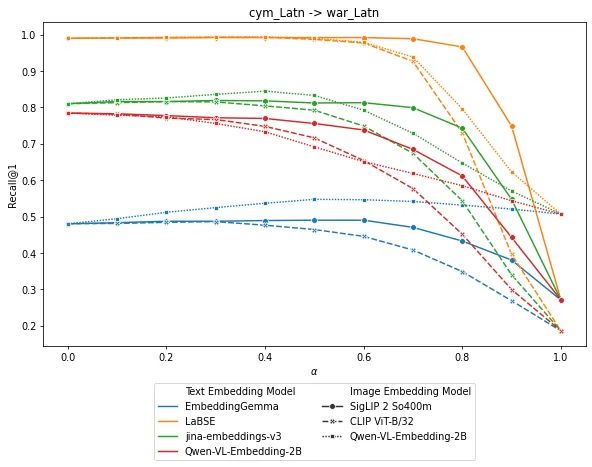 cym_Latn -> war_Latn
1.0
0.9
0.8
0.7
0.6
0.5
0.4
0.3
0.2
Recall@1
0.0 0.2 0.4 0.6 0.8 1.0
α
Text Embedding Model Image Embedding Model
EmbeddingGemma SigLIP 2 So400m
LaBSE CLIP ViT-B/32
jina-embeddings-v3 Qwen-VL-Embedding-2B
Qwen-VL-Embedding-2B